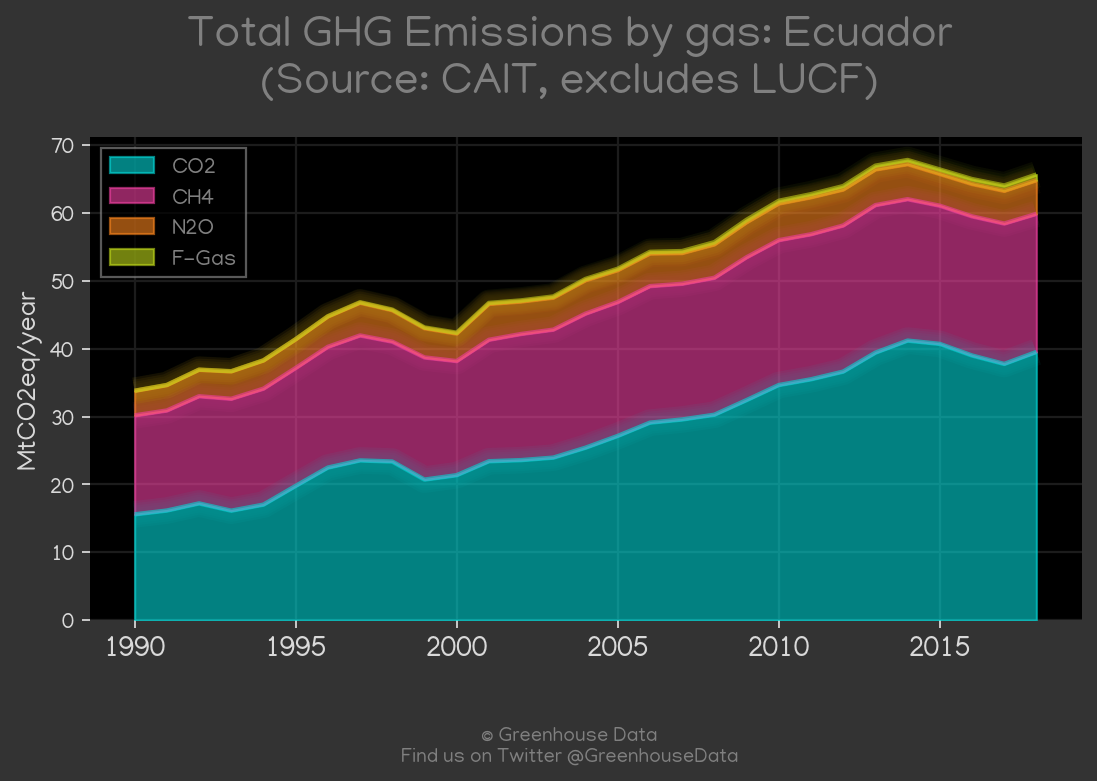 Total GHG Emissions by gas: Ecuador
(Source: CAIT, excludes LUCF)
MtCO2eq/year
70
60
50
40
30
20
10
0
CO2
CH4
N2O
F-Gas
1990 1995 2000 2005 2010 2015
© Greenhouse Data
Find us on Twitter @GreenhouseData